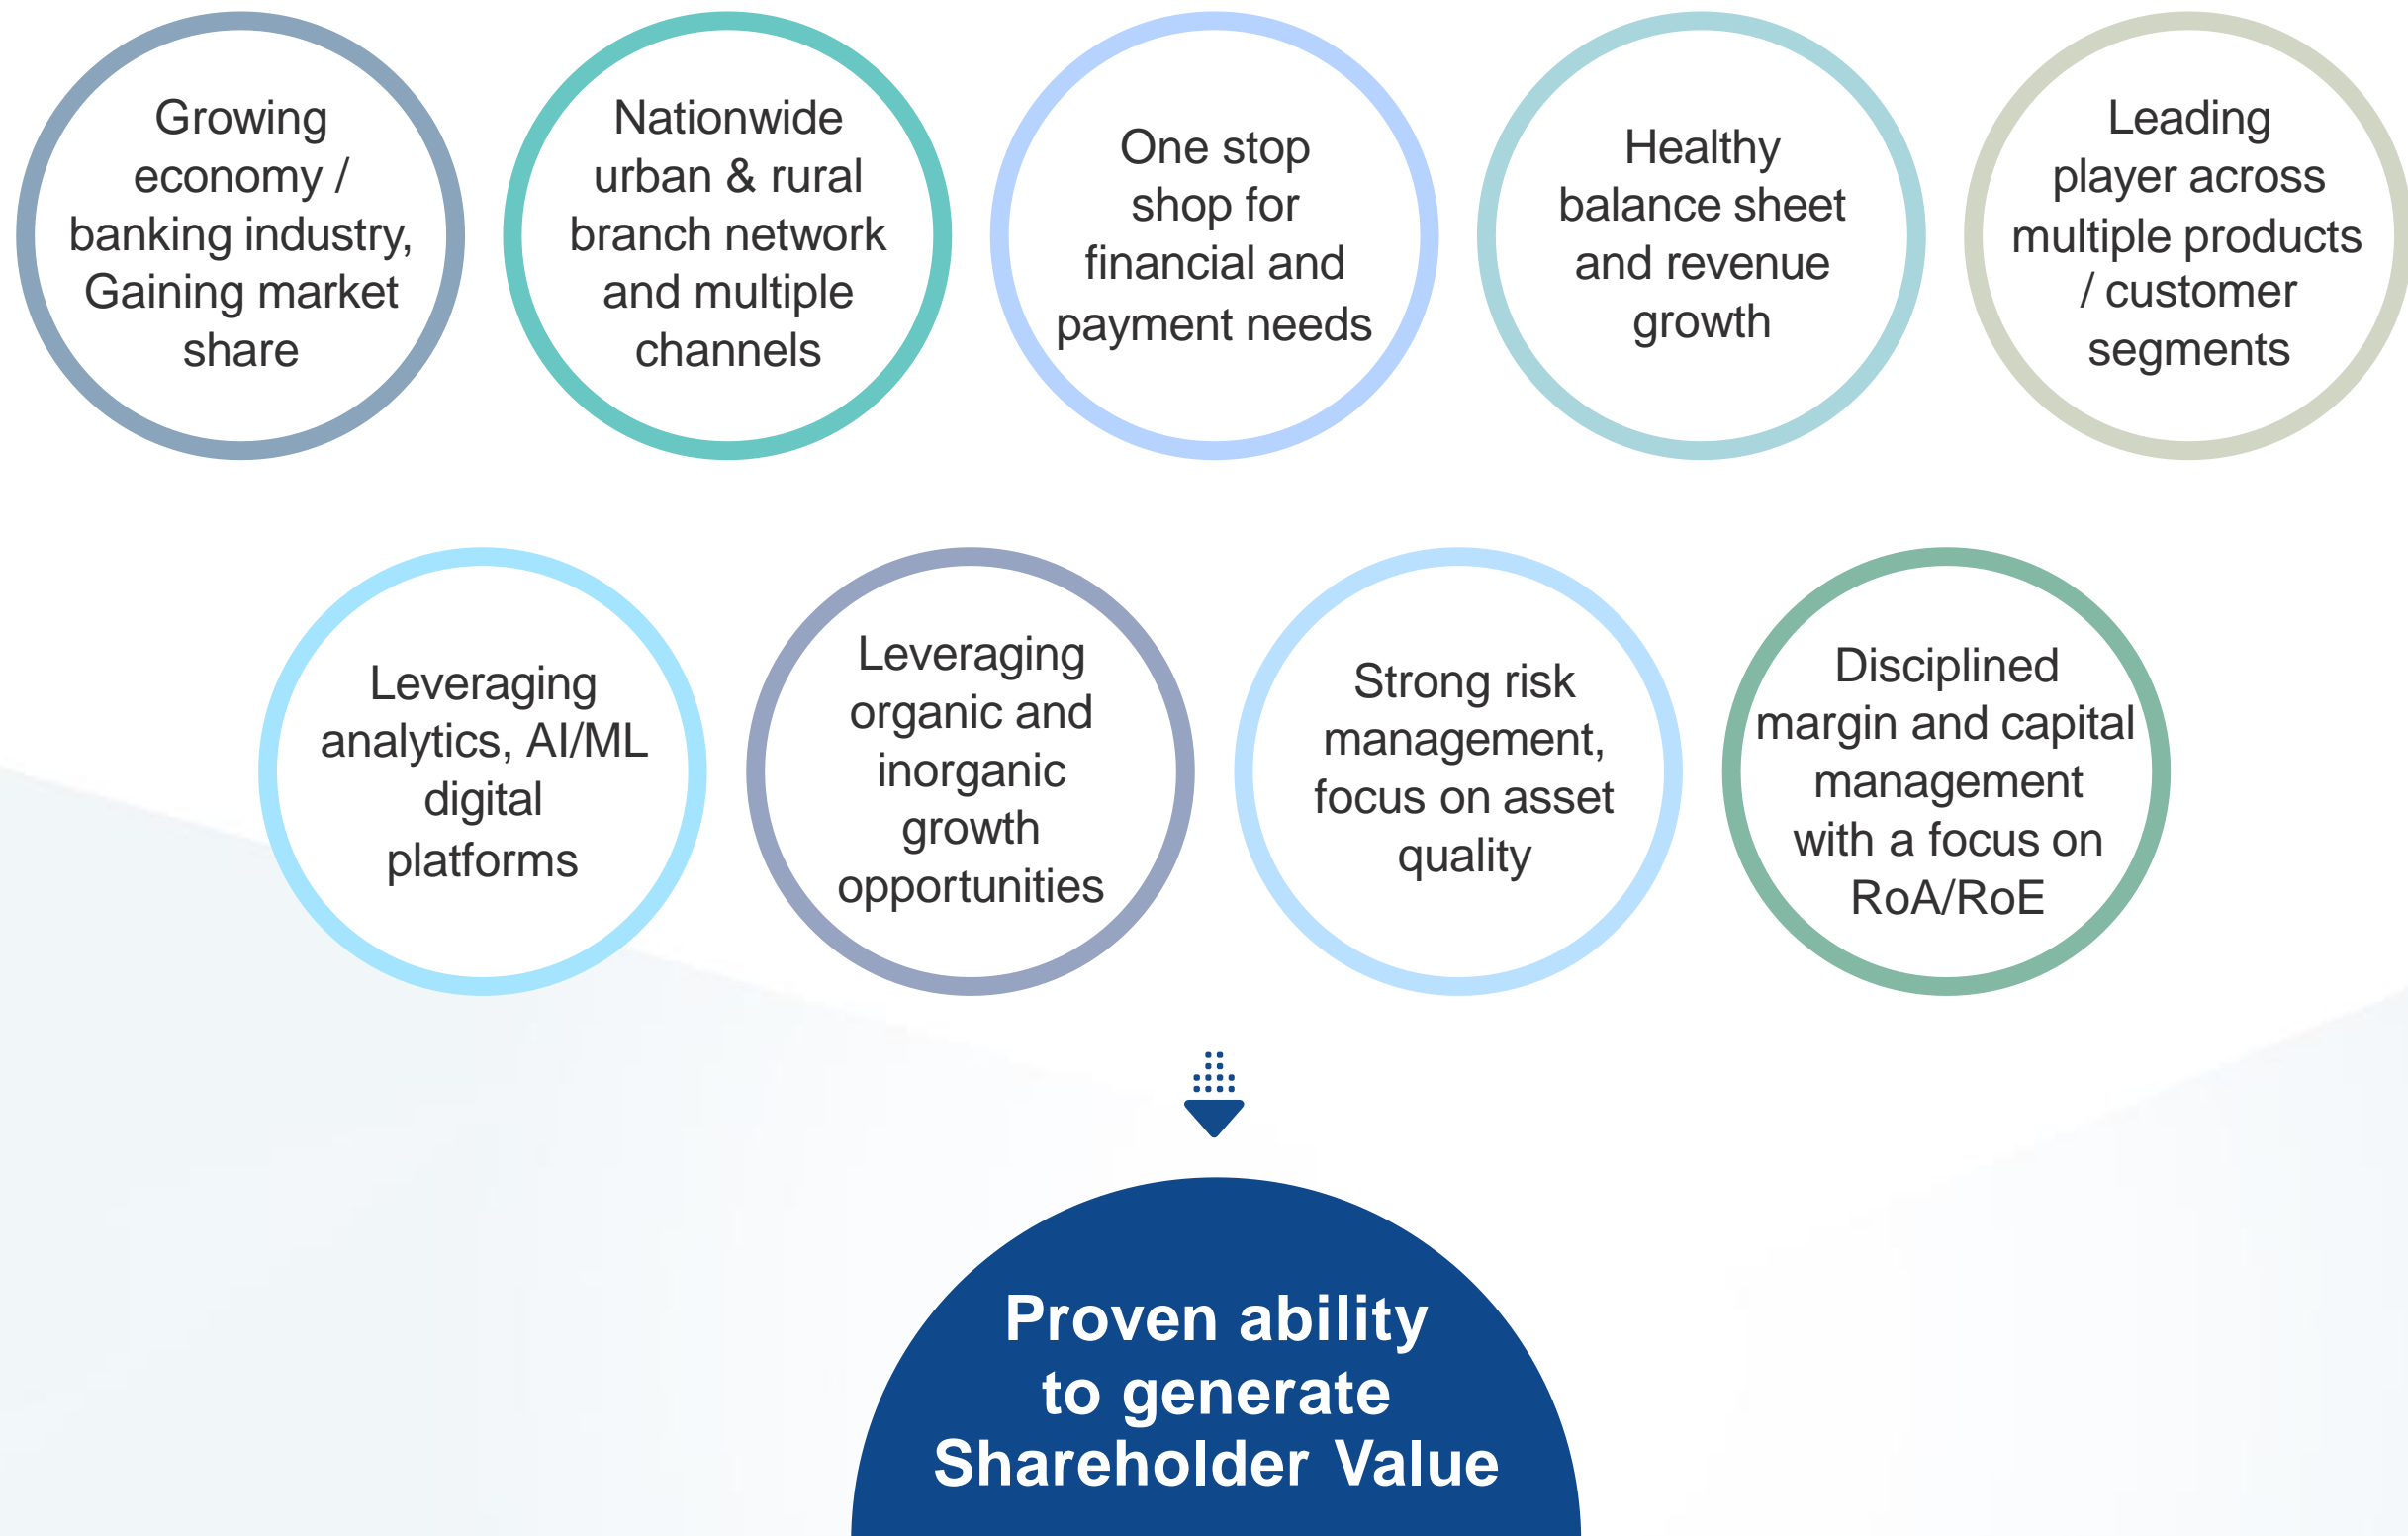 Growing
economy /
banking industry,
Gaining market
share
Nationwide
urban & rural
branch network
and multiple
channels
One stop
shop for
financial and
payment needs
Healthy
balance sheet
and revenue
growth
Leading
player across
multiple products
/ customer
segments
Leveraging
analytics, AI/ML
digital
platforms
Leveraging
organic and
inorganic
growth
opportunities
Strong risk
management,
focus on asset
quality
Disciplined
margin and capital
management
with a focus on
RoA/RoE
Proven ability
to generate
Shareholder Value